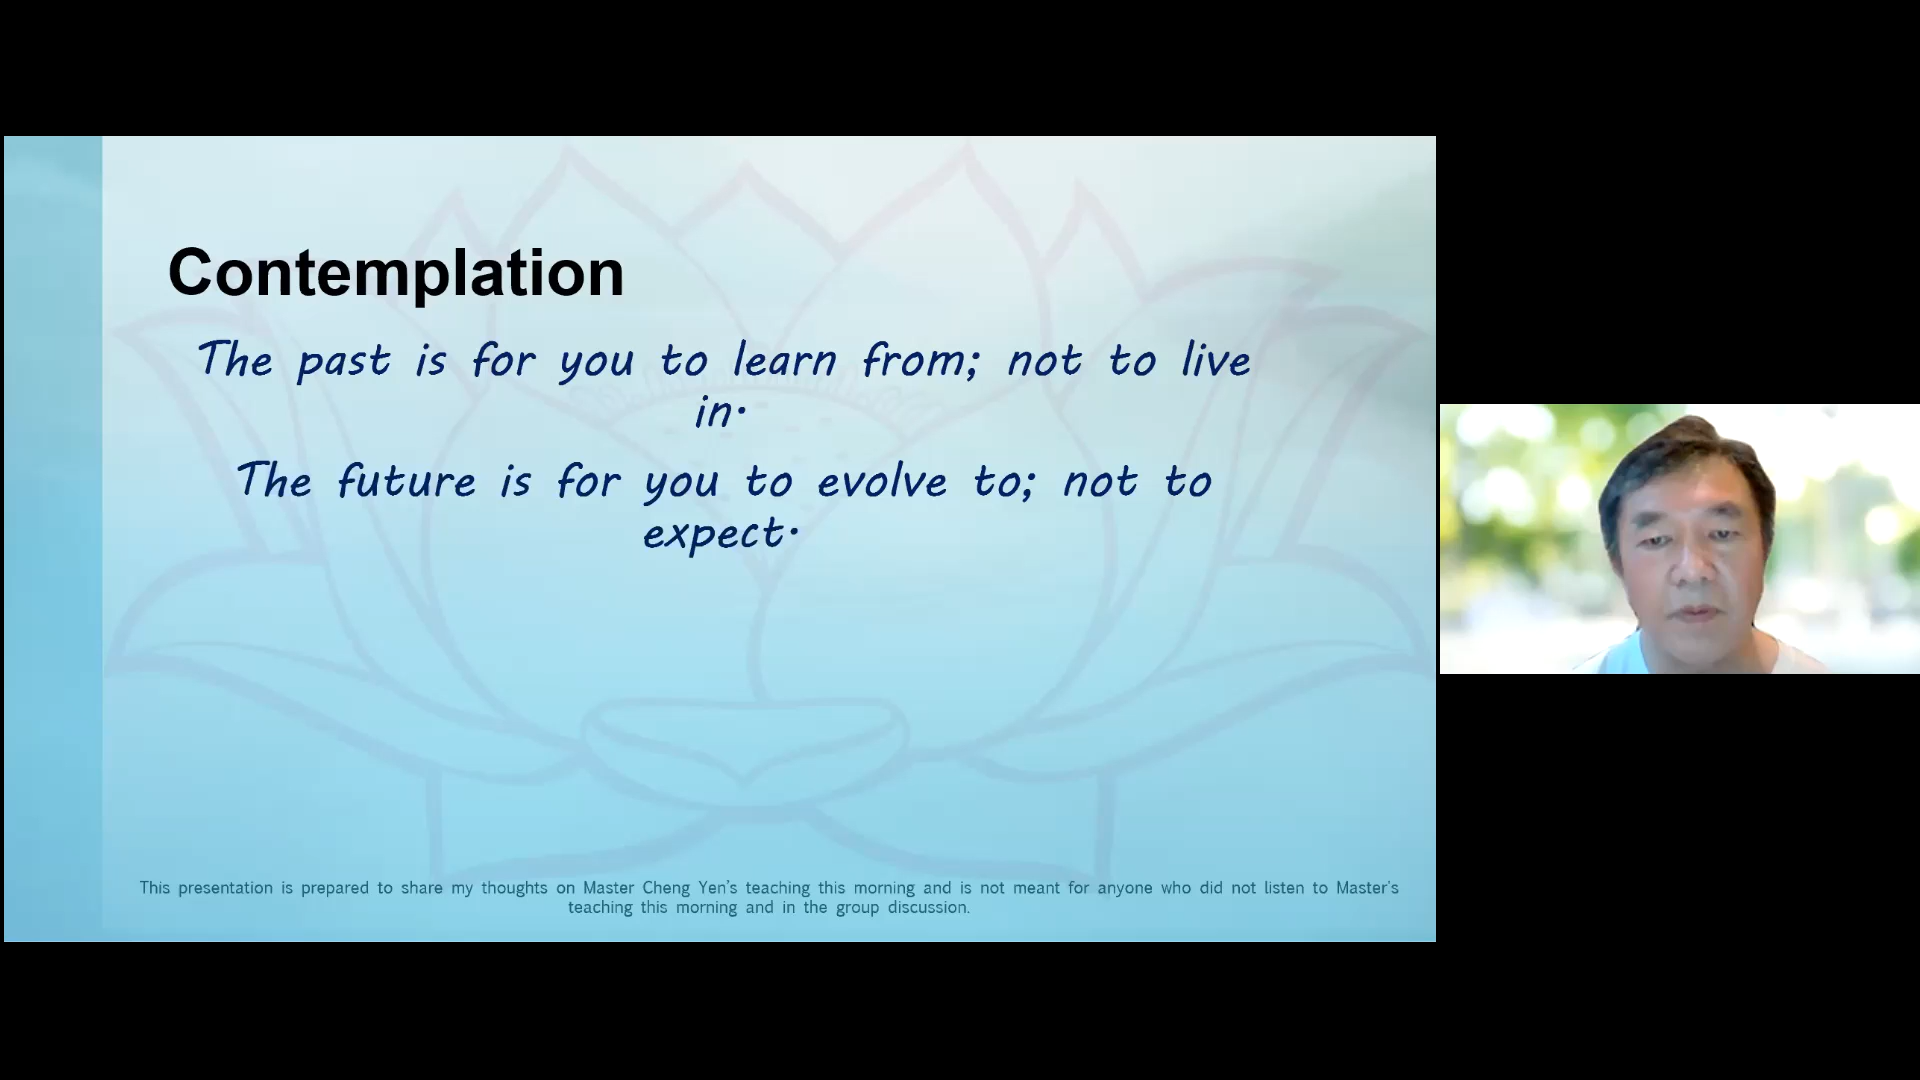 Contemplation
The past is for you to learn from; not to live
in.
The future is for you to evolve to; not to
expect.
This presentation is prepared to share my thoughts on Master Cheng Yen's teaching this morning and is not meant for anyone who did not listen to Master's
teaching this morning and in the group discussion.